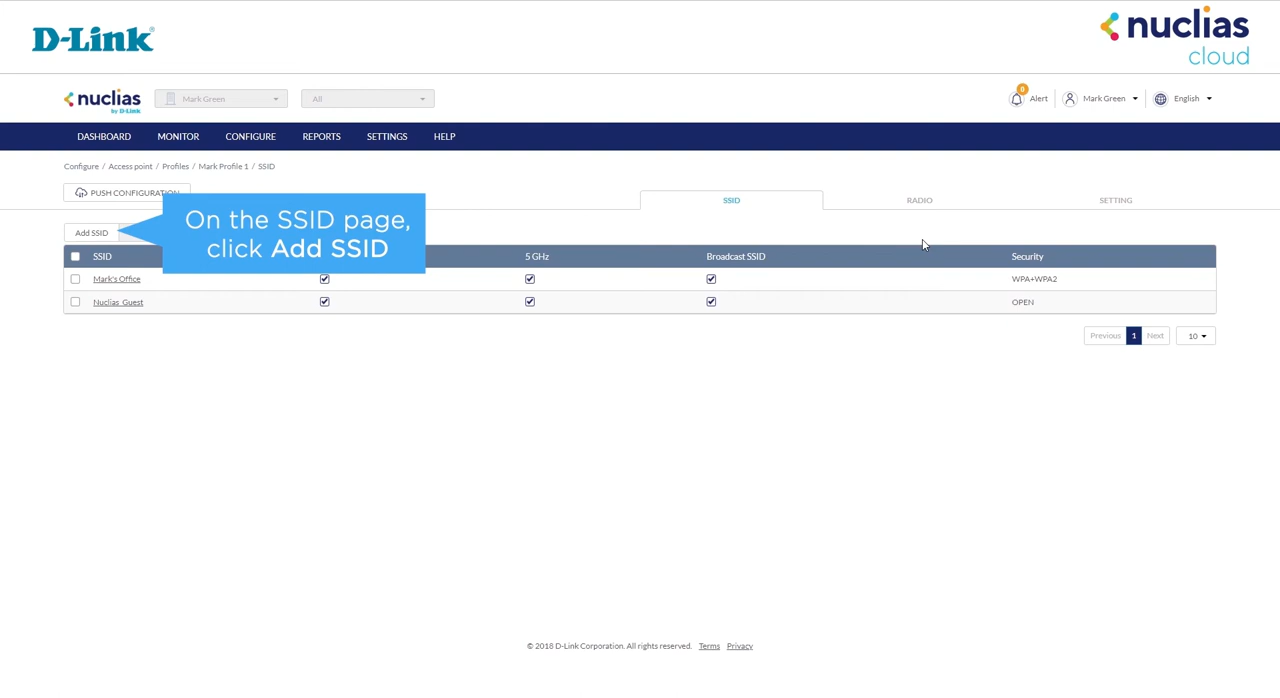 D-Link®
nuclias
cloud
nuclias
by D-Link
Mark Green
All
0
Alert
Mark Green
English
DASHBOARD MONITOR CONFIGURE REPORTS SETTINGS HELP
Configure / Access point / Profiles / Mark Profile 1 / SSID
PUSH CONFIGURATION
SSID RADIO SETTING
Add SSID
On the SSID page,
click Add SSID
SSID 5 GHz Broadcast SSID Security
Mark's Office WPA+WPA2
Nuclias_Guest OPEN
Previous 1 Next 10
© 2018 D-Link Corporation. All rights reserved. Terms Privacy